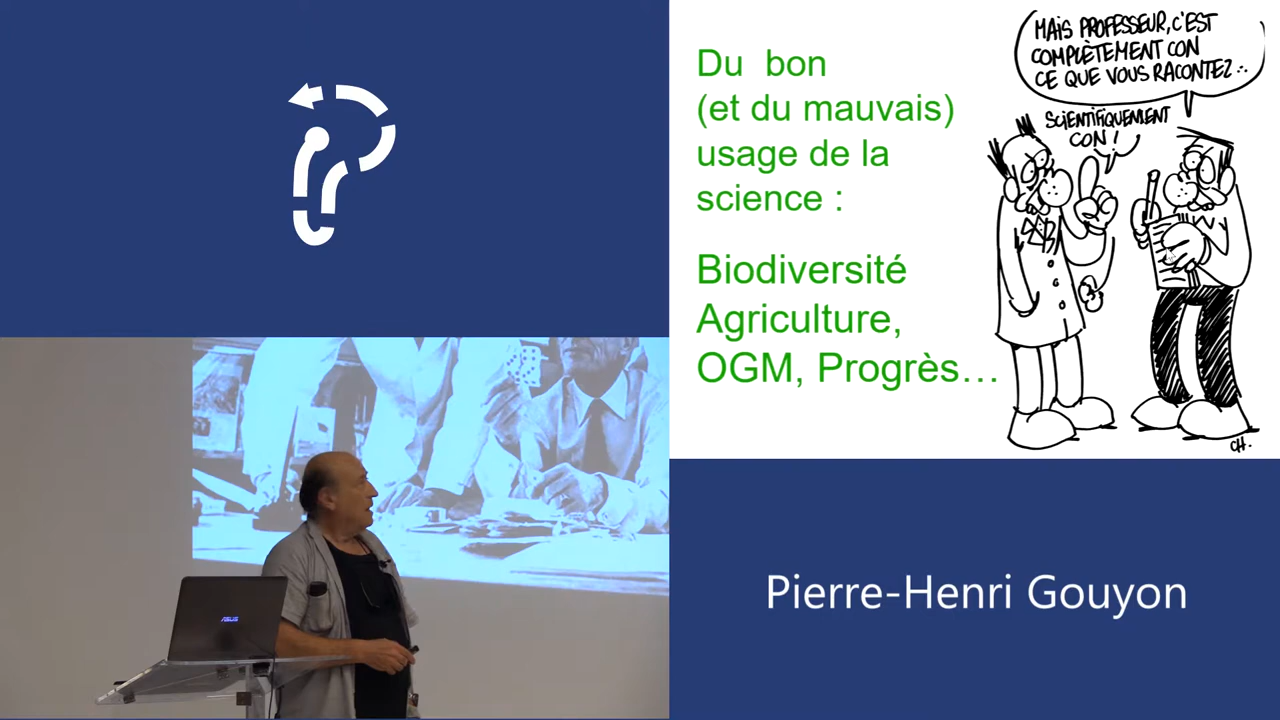 Du bon
(et du mauvais)
usage de la
science :
Biodiversité
Agriculture,
OGM, Progrès…
MAIS PROFESSEUR, C'EST
COMPLÈTEMENT CON
CE QUE VOUS RACONTEZ...
SCIENTIFIQUEMENT
CON !
CH.
ASUS
Pierre-Henri Gouyon